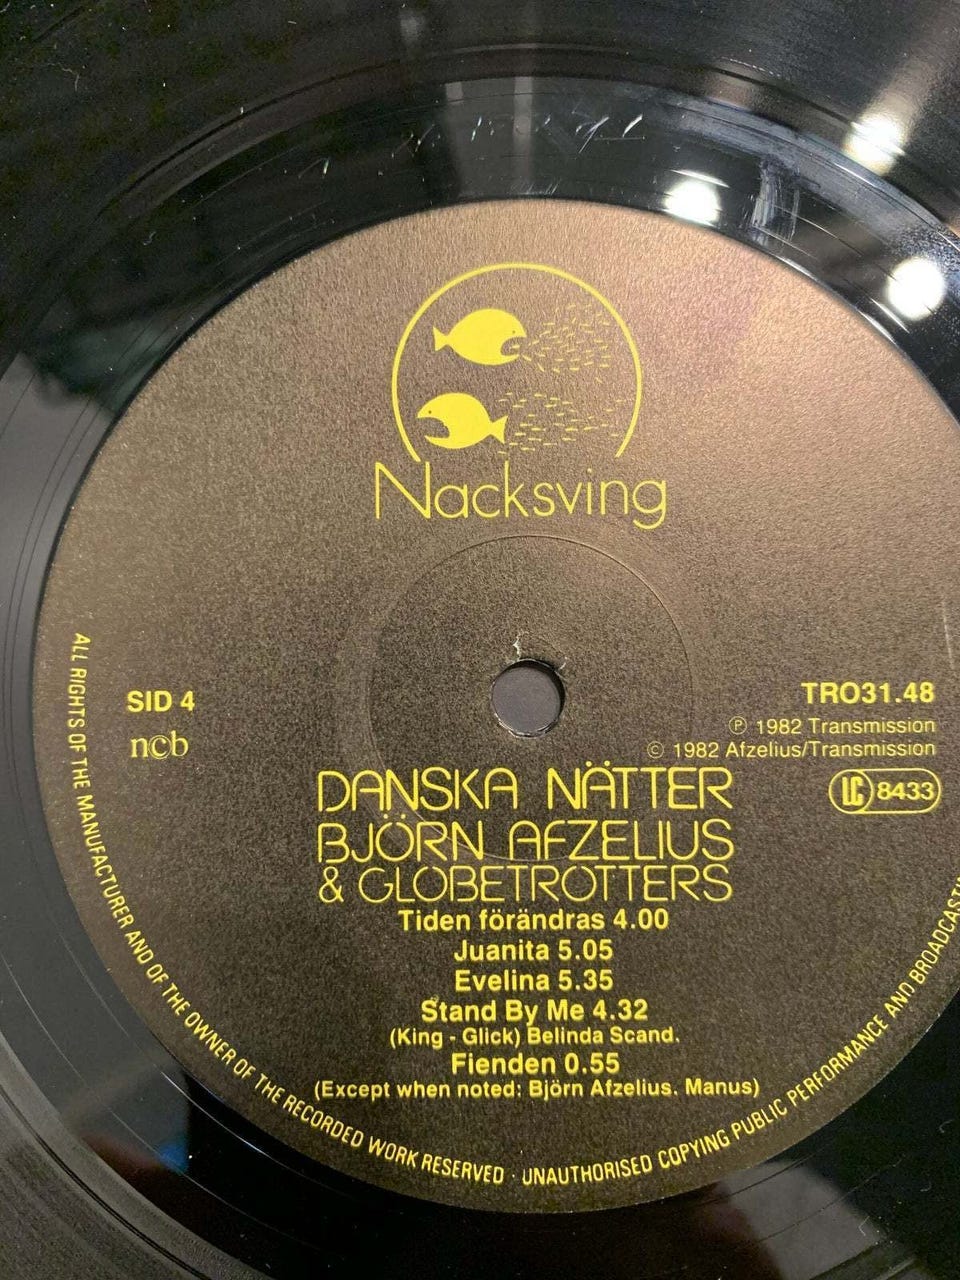 Nacksving
SID 4
ncb
TRO31.48
Ⓟ 1982 Transmission
© 1982 Afzelius/Transmission
LC 8433
DANSKA NÄTTER
BJÖRN AFZELIUS
& GLOBETROTTERS
Tiden förändras 4.00
Juanita 5.05
Evelina 5.35
Stand By Me 4.32
(King - Glick) Belinda Scand.
Fienden 0.55
(Except when noted: Björn Afzelius. Manus)
ALL RIGHTS OF THE MANUFACTURER AND OF THE OWNER OF THE RECORDED WORK RESERVED · UNAUTHORISED COPYING PUBLIC PERFORMANCE AND